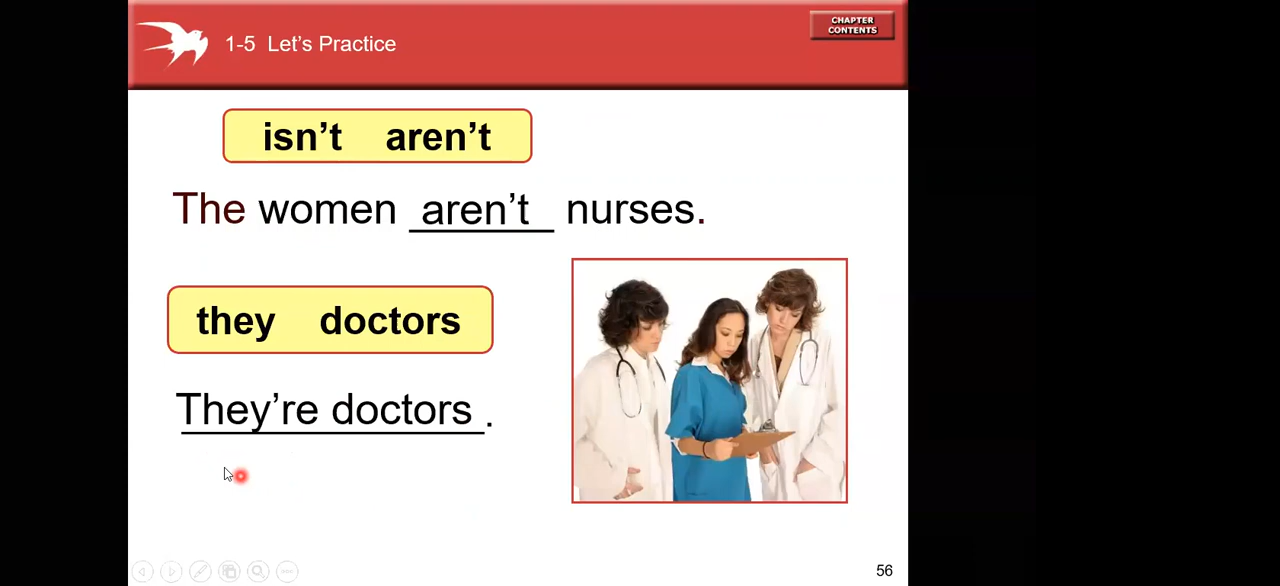 1-5 Let's Practice
CHAPTER
CONTENTS
isn't aren't
The women aren't nurses.
they doctors
They're doctors.
56